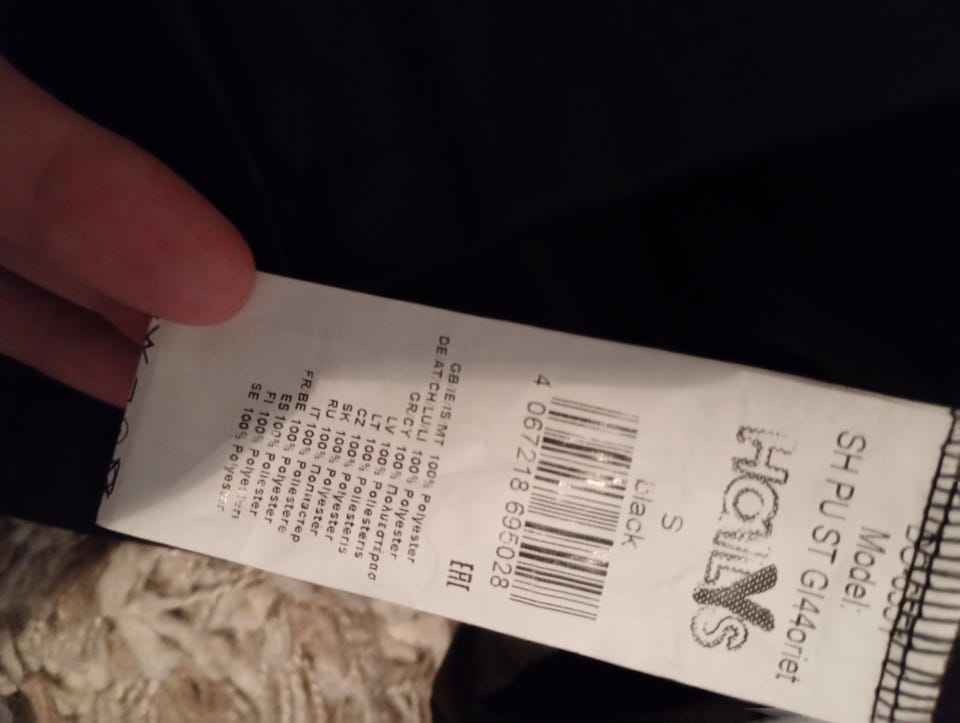 Model:
SH PU ST Gl44oriet
HaILYS
S
Black
4 067218 695028
EAC
GB/IE/IS/MT 100% Polyester
DE/AT/CH/LU/LI 100% Polyester
GR/CY 100% Πολυεστέρας
LV 100% Poliesteris
LT 100% Poliesteris
CZ 100% Polyester
SK 100% Polyester
RU 100% Полиэстер
IT 100% Poliestere
FR/BE 100% Polyester
ES 100% Poliester
FI 100% Polyesteri
SE 100% Polyester